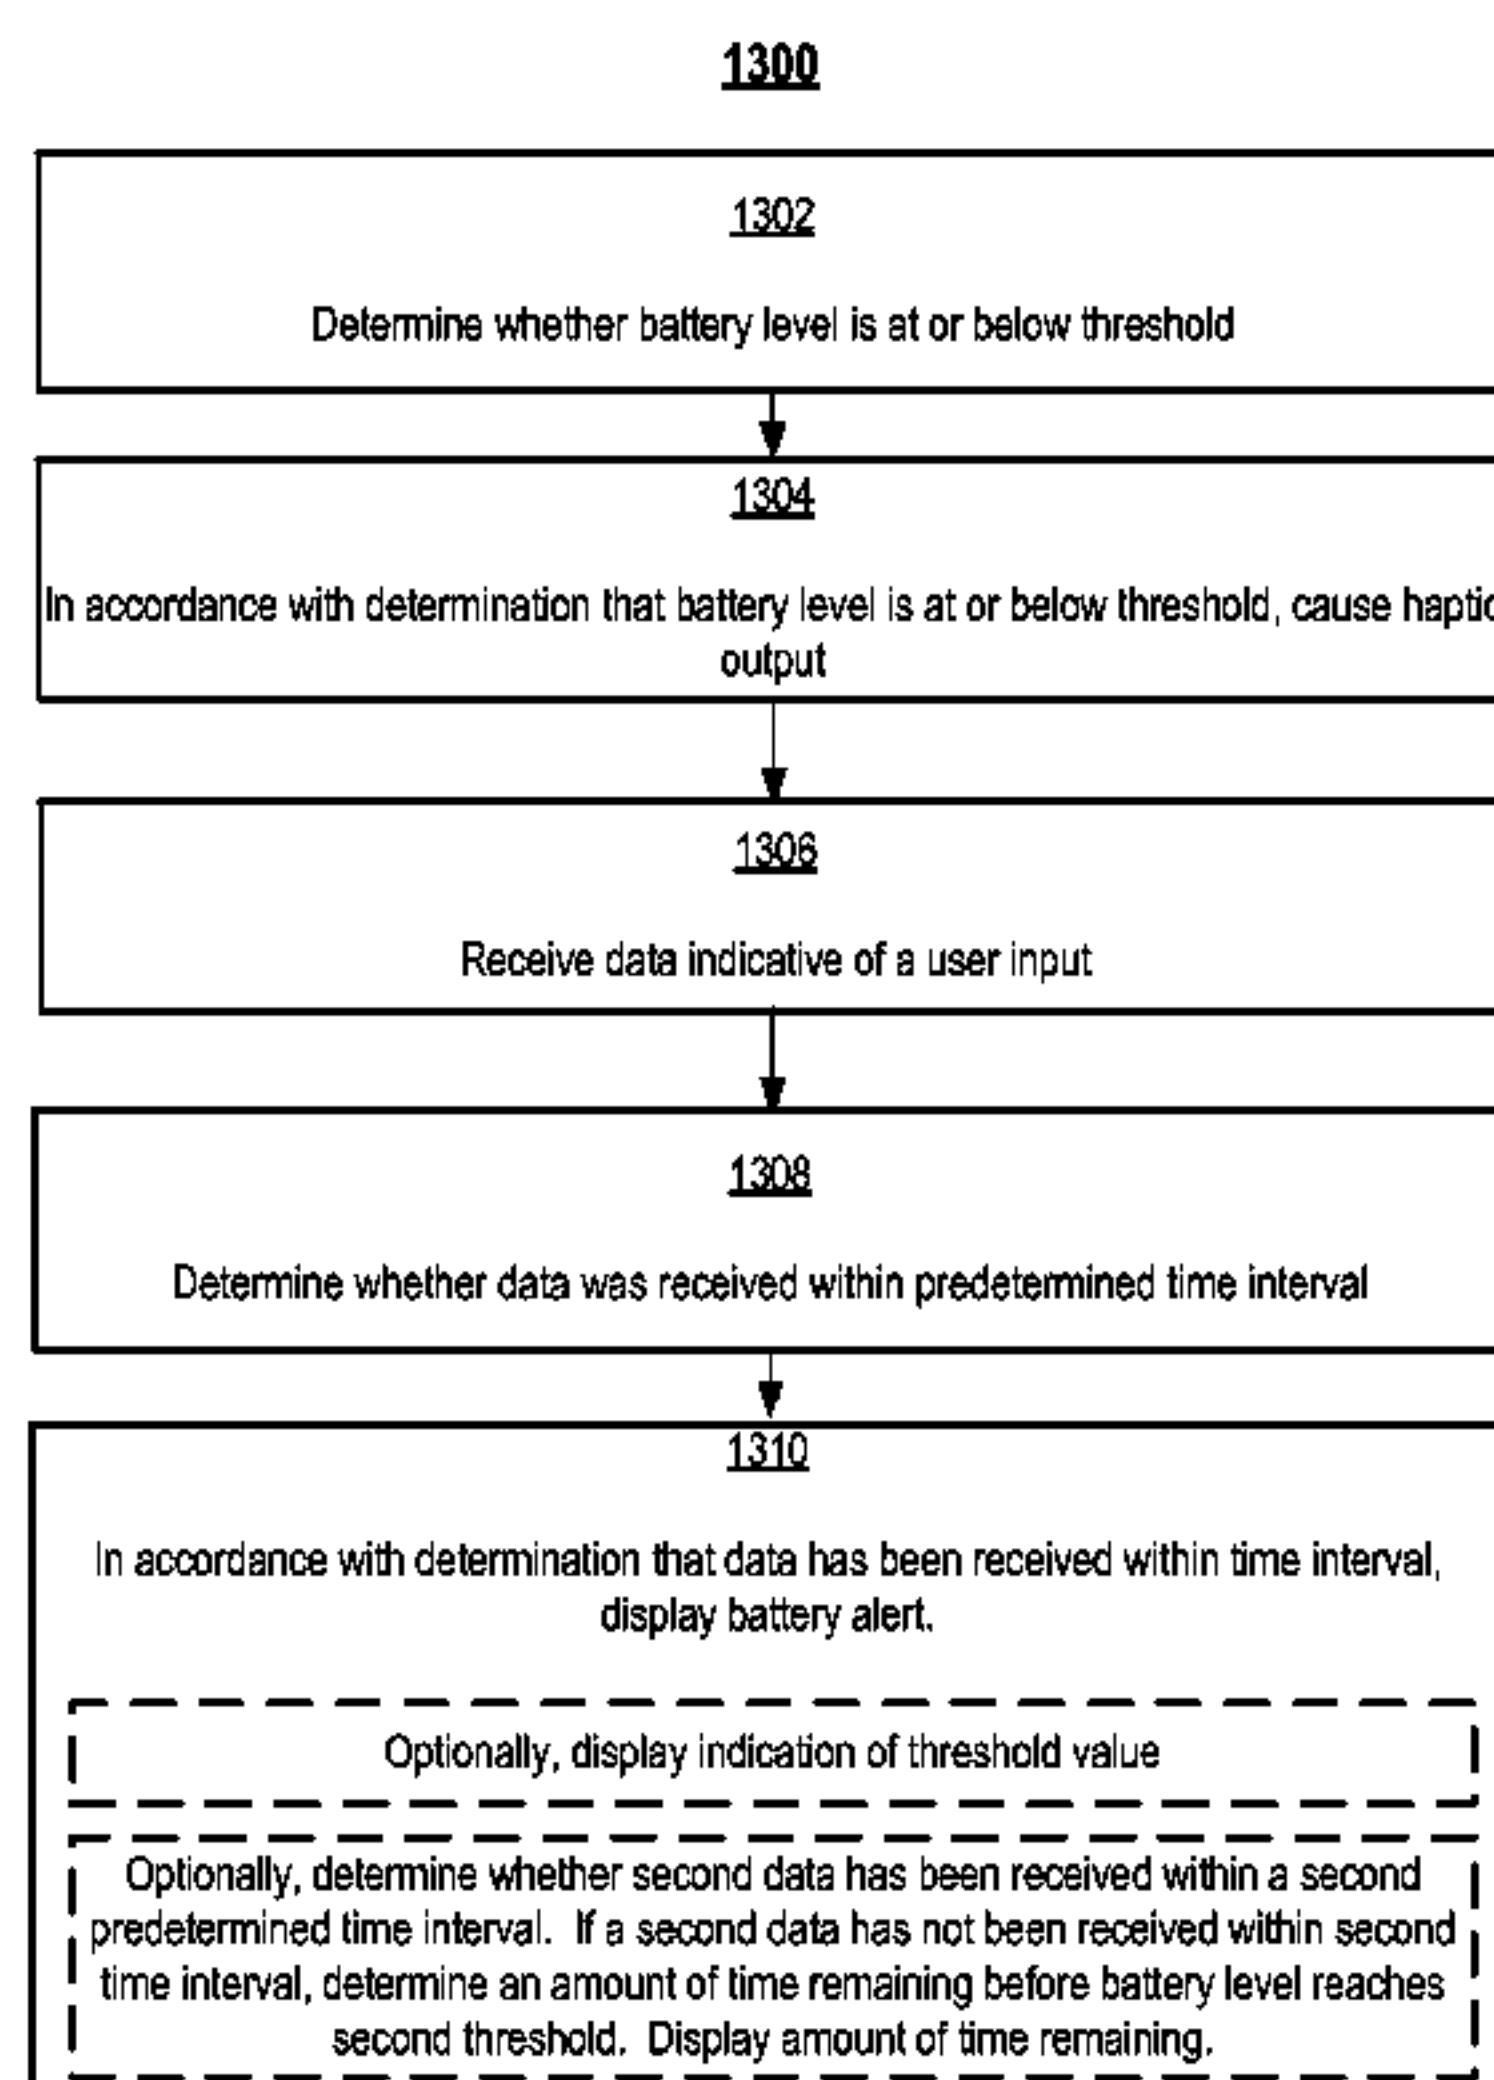 1300
1302
Determine whether battery level is at or below threshold
1304
In accordance with determination that battery level is at or below threshold, cause haptic
output
1306
Receive data indicative of a user input
1308
Determine whether data was received within predetermined time interval
1310
In accordance with determination that data has been received within time interval,
display battery alert.
Optionally, display indication of threshold value
Optionally, determine whether second data has been received within a second
predetermined time interval.  If a second data has not been received within second
time interval, determine an amount of time remaining before battery level reaches
second threshold.  Display amount of time remaining.